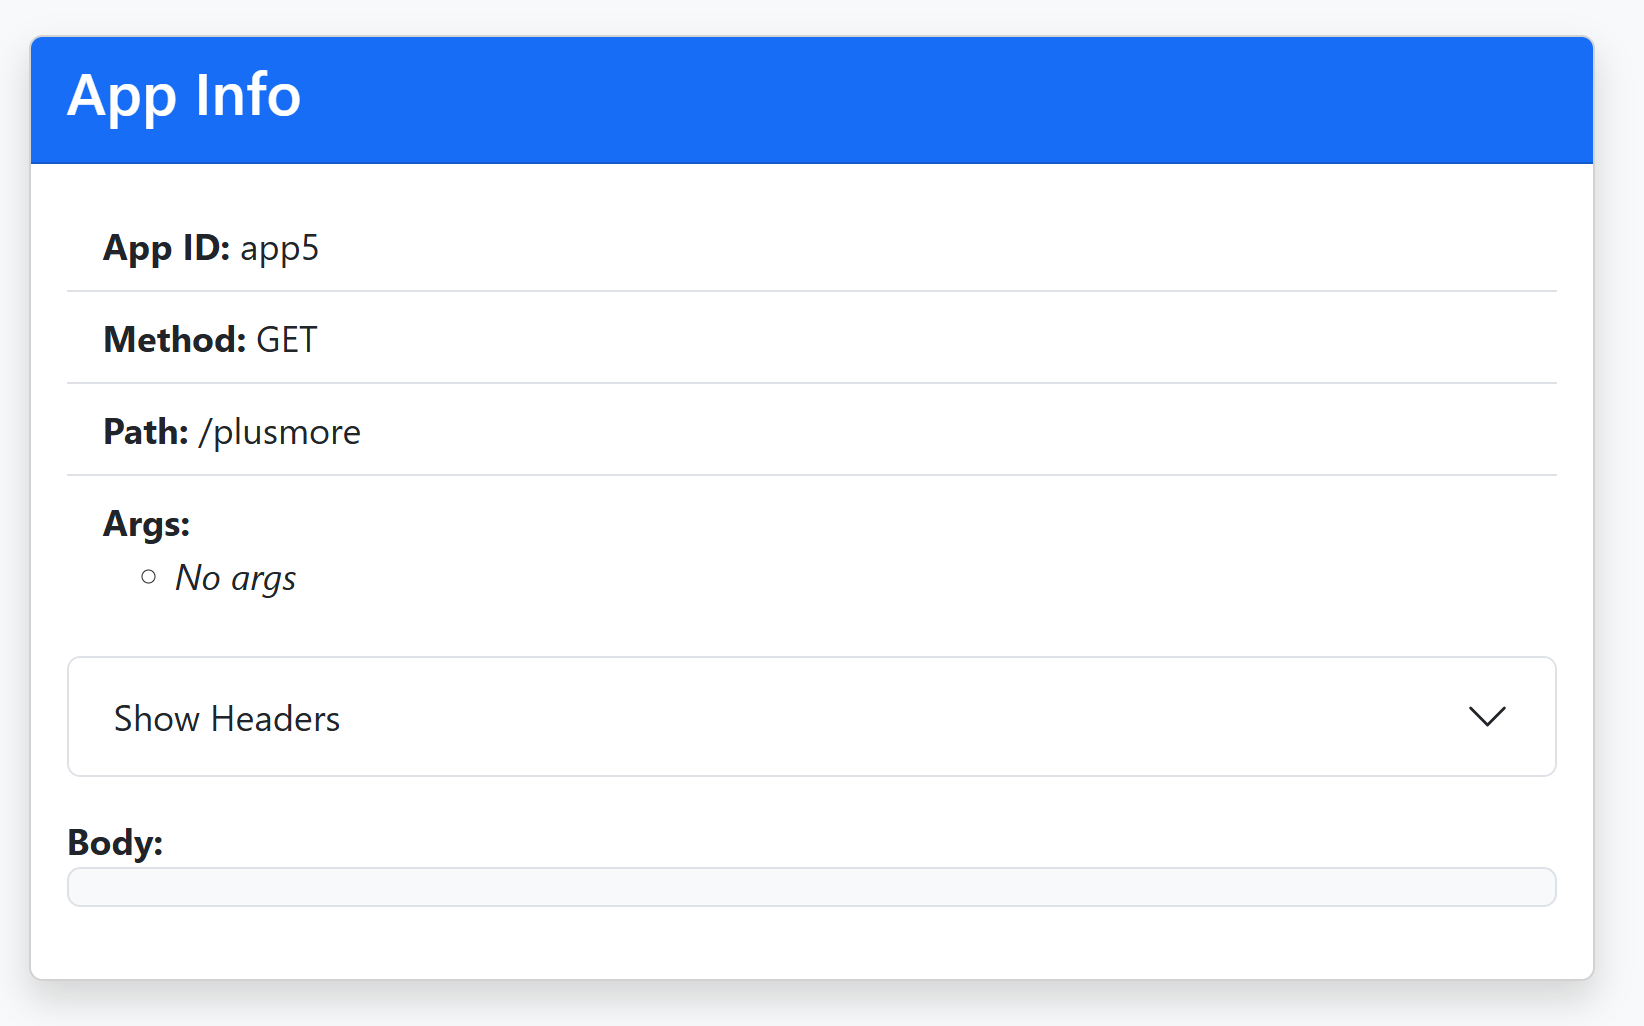 App Info
App ID: app5
Method: GET
Path: /plusmore
Args:
No args
Show Headers
Body: